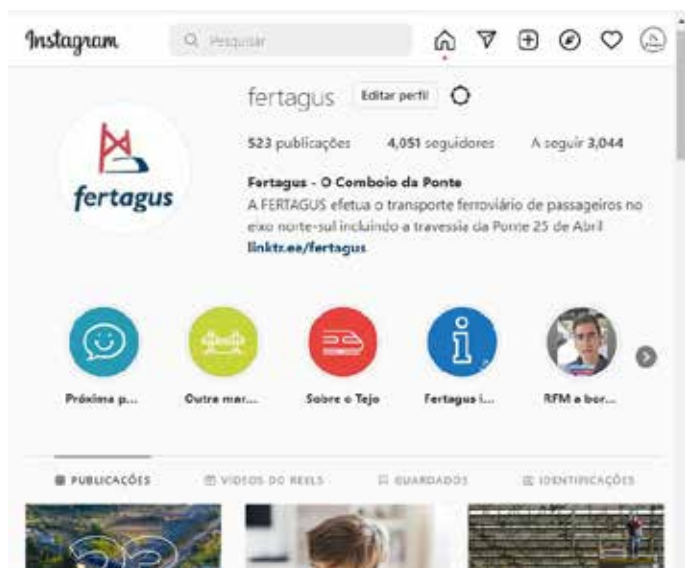 Instagram
Pesquisar
fertagus Editar perfil
523 publicações 4,051 seguidores A seguir 3,044
fertagus
Fertagus - O Comboio da Ponte
A FERTAGUS efetua o transporte ferroviário de passageiros no
eixo norte-sul incluindo a travessia da Ponte 25 de Abril
linktr.ee/fertagus
Próxima p... Outra mar... Sobre o Tejo Fertagus i... RFM a bor...
PUBLICAÇÕES VÍDEOS DO REELS GUARDADOS IDENTIFICAÇÕES
23